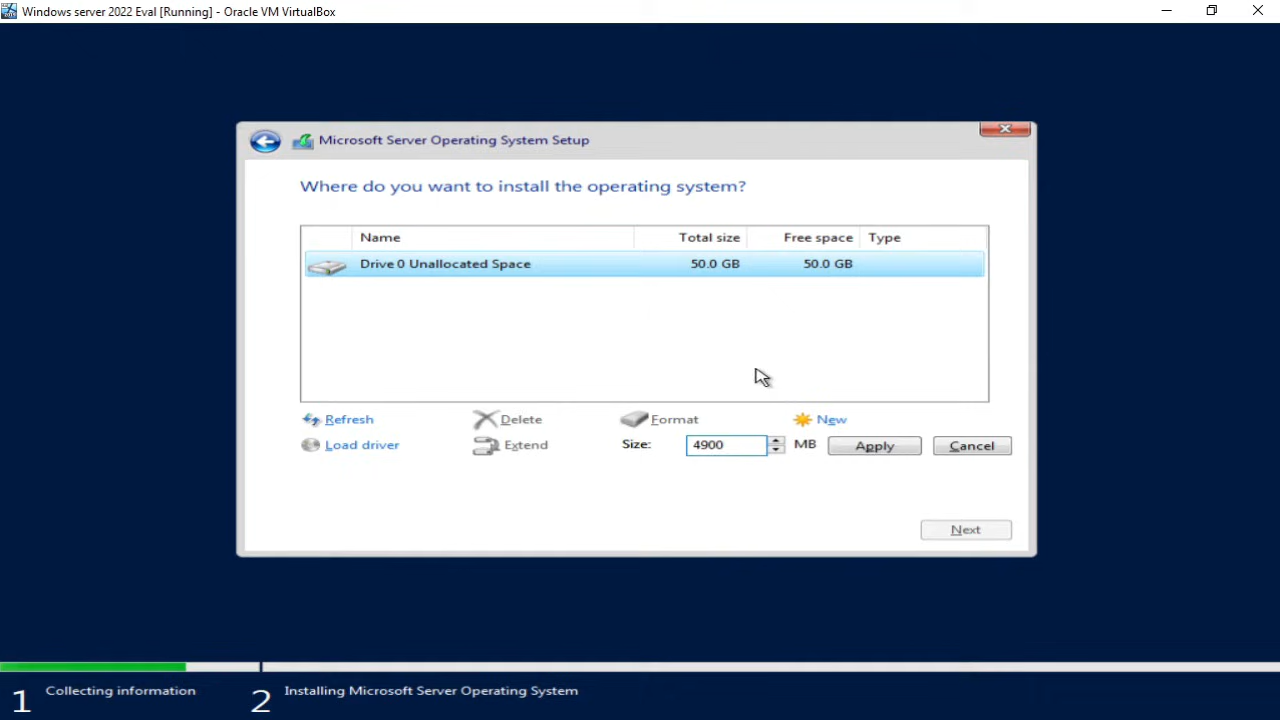 Windows server 2022 Eval [Running] - Oracle VM VirtualBox
Microsoft Server Operating System Setup
Where do you want to install the operating system?
Name Total size Free space Type
Drive 0 Unallocated Space 50.0 GB 50.0 GB
Refresh Delete Format New
Load driver Extend Size: 4900 MB Apply Cancel
Next
1 Collecting information 2 Installing Microsoft Server Operating System